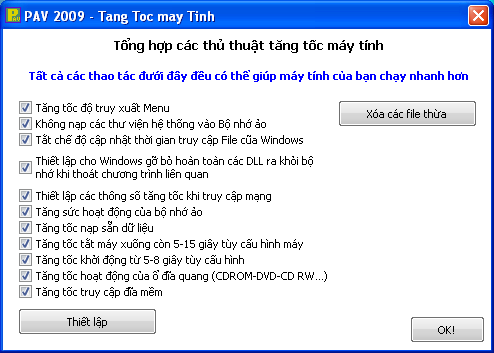 PAV 2009 - Tang Toc may Tinh
Tổng hợp các thủ thuật tăng tốc máy tính
Tất cả các thao tác dưới đây đều có thể giúp máy tính của bạn chạy nhanh hơn
Tăng tốc độ truy xuất Menu
Xóa các file thừa
Không nạp các thư viện hệ thống vào Bộ nhớ ảo
Tắt chế độ cập nhật thời gian truy cập File của Windows
Thiết lập cho Windows gỡ bỏ hoàn toàn các DLL ra khỏi bộ
nhớ khi thoát chương trình liên quan
Thiết lập các thông số tăng tốc khi truy cập mạng
Tăng sức hoạt động của bộ nhớ ảo
Tăng tốc nạp sẵn dữ liệu
Tăng tốc tắt máy xuống còn 5-15 giây tùy cấu hình máy
Tăng tốc khởi động từ 5-8 giây tùy cấu hình
Tăng tốc hoạt động của ổ đĩa quang (CDROM-DVD-CD RW...)
Tăng tốc truy cập đĩa mềm
Thiết lập
OK!